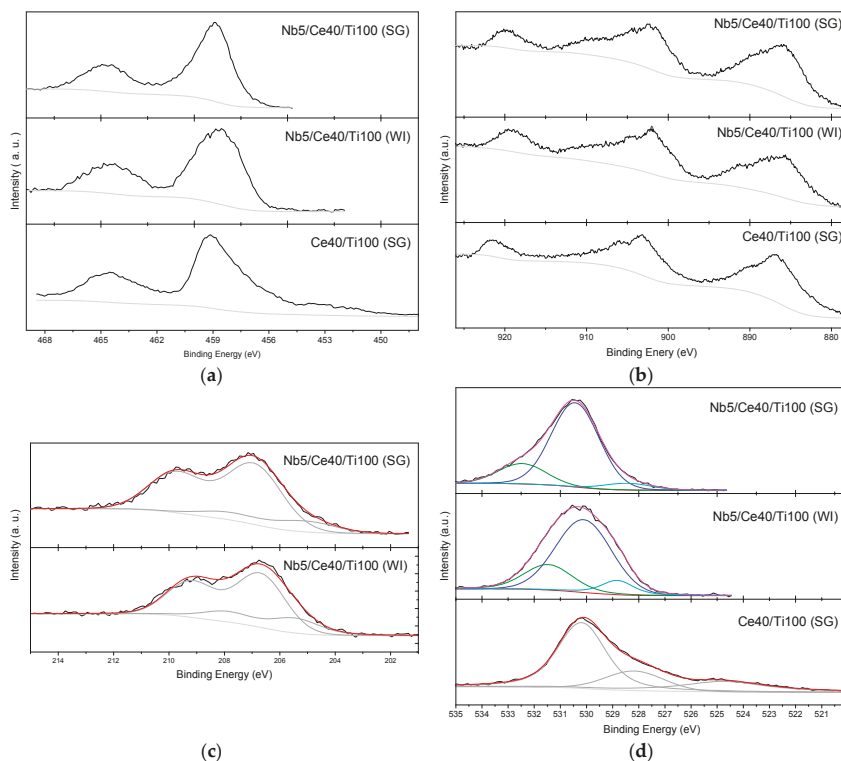 Nb5/Ce40/Ti100 (SG)
Nb5/Ce40/Ti100 (WI)
Ce40/Ti100 (SG)
Intensity ( a. u. )
468 465 462 459 456 453 450
Binding Energy (eV)
(a)
Nb5/Ce40/Ti100 (SG)
Nb5/Ce40/Ti100 (WI)
Ce40/Ti100 (SG)
Intensity (a. u.)
920 910 900 890 880
Binding Enery (eV)
(b)
Nb5/Ce40/Ti100 (SG)
Nb5/Ce40/Ti100 (WI)
Intensity (a. u.)
214 212 210 208 206 204 202
Binding Energy (eV)
(c)
Nb5/Ce40/Ti100 (SG)
Nb5/Ce40/Ti100 (WI)
Ce40/Ti100 (SG)
Intensity (a.u.)
535 534 533 532 531 530 529 528 527 526 525 524 523 522 521
Binding Energy (eV)
(d)